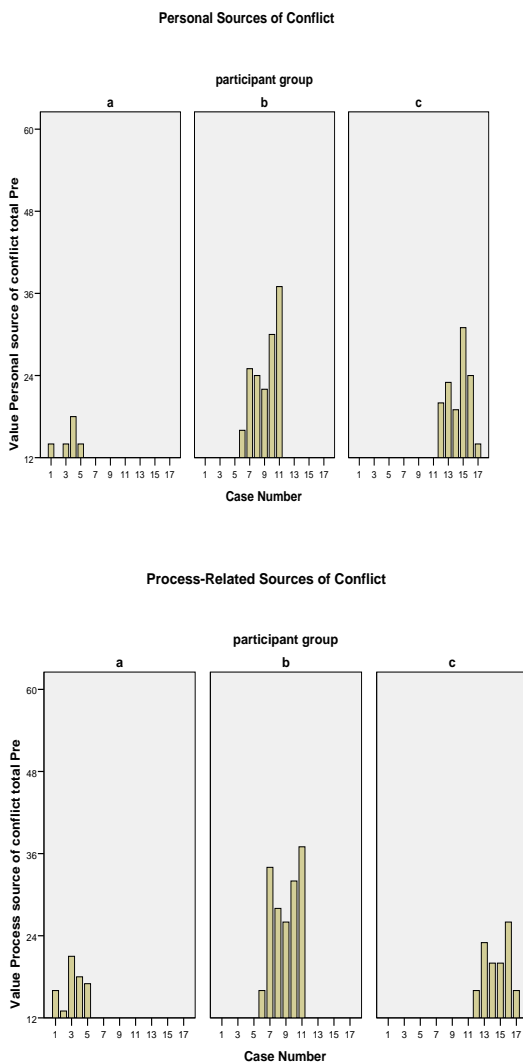 Personal Sources of Conflict
participant group
a b c
Value Personal source of conflict total Pre
60
48
36
24
12
1 3 5 7 9 11 13 15 17 1 3 5 7 9 11 13 15 17 1 3 5 7 9 11 13 15 17
Case Number
Process-Related Sources of Conflict
participant group
a b c
Value Process source of conflict total Pre
60
48
36
24
12
1 3 5 7 9 11 13 15 17 1 3 5 7 9 11 13 15 17 1 3 5 7 9 11 13 15 17
Case Number